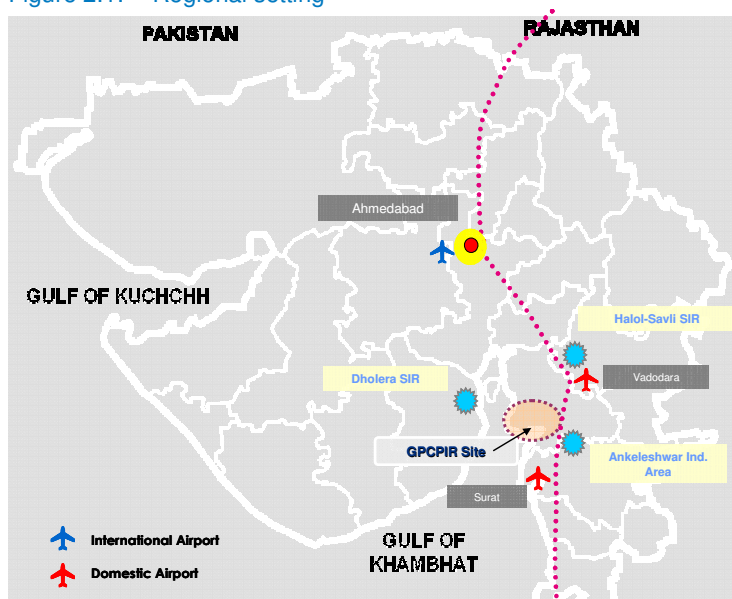 Figure 2.1: Regional setting
PAKISTAN
RAJASTHAN
Ahmedabad
GULF OF KUCHCHH
Halol-Savli SIR
Dholera SIR
Vadodara
GPCPIR Site
Ankeleshwar Ind.
Area
Surat
International Airport
GULF OF
KHAMBHAT
Domestic Airport